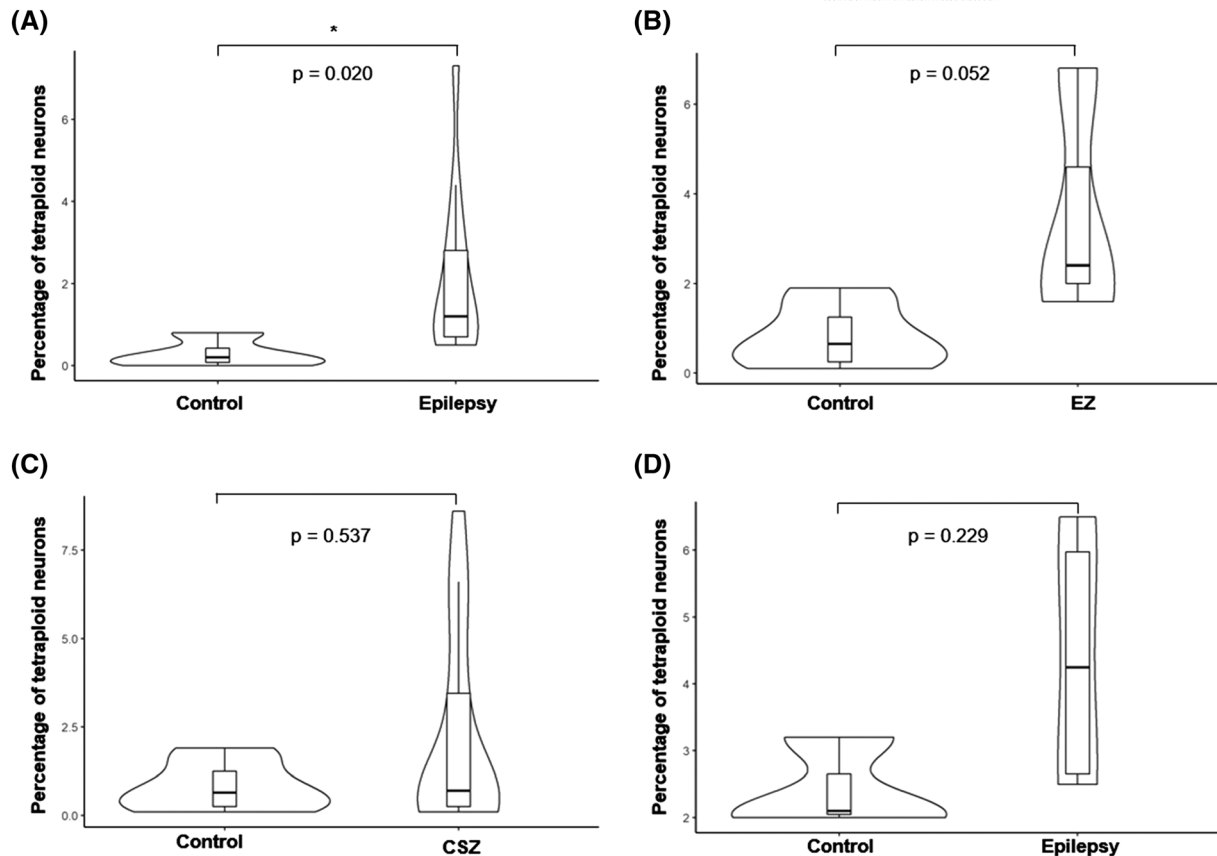 (A)
*
p = 0.020
Percentage of tetraploid neurons
6
4
2
0
Control
Epilepsy
(B)
p = 0.052
Percentage of tetraploid neurons
6
4
2
0
Control
EZ
(C)
p = 0.537
Percentage of tetraploid neurons
7.5
5.0
2.5
0.0
Control
CSZ
(D)
p = 0.229
Percentage of tetraploid neurons
6
5
4
3
2
Control
Epilepsy